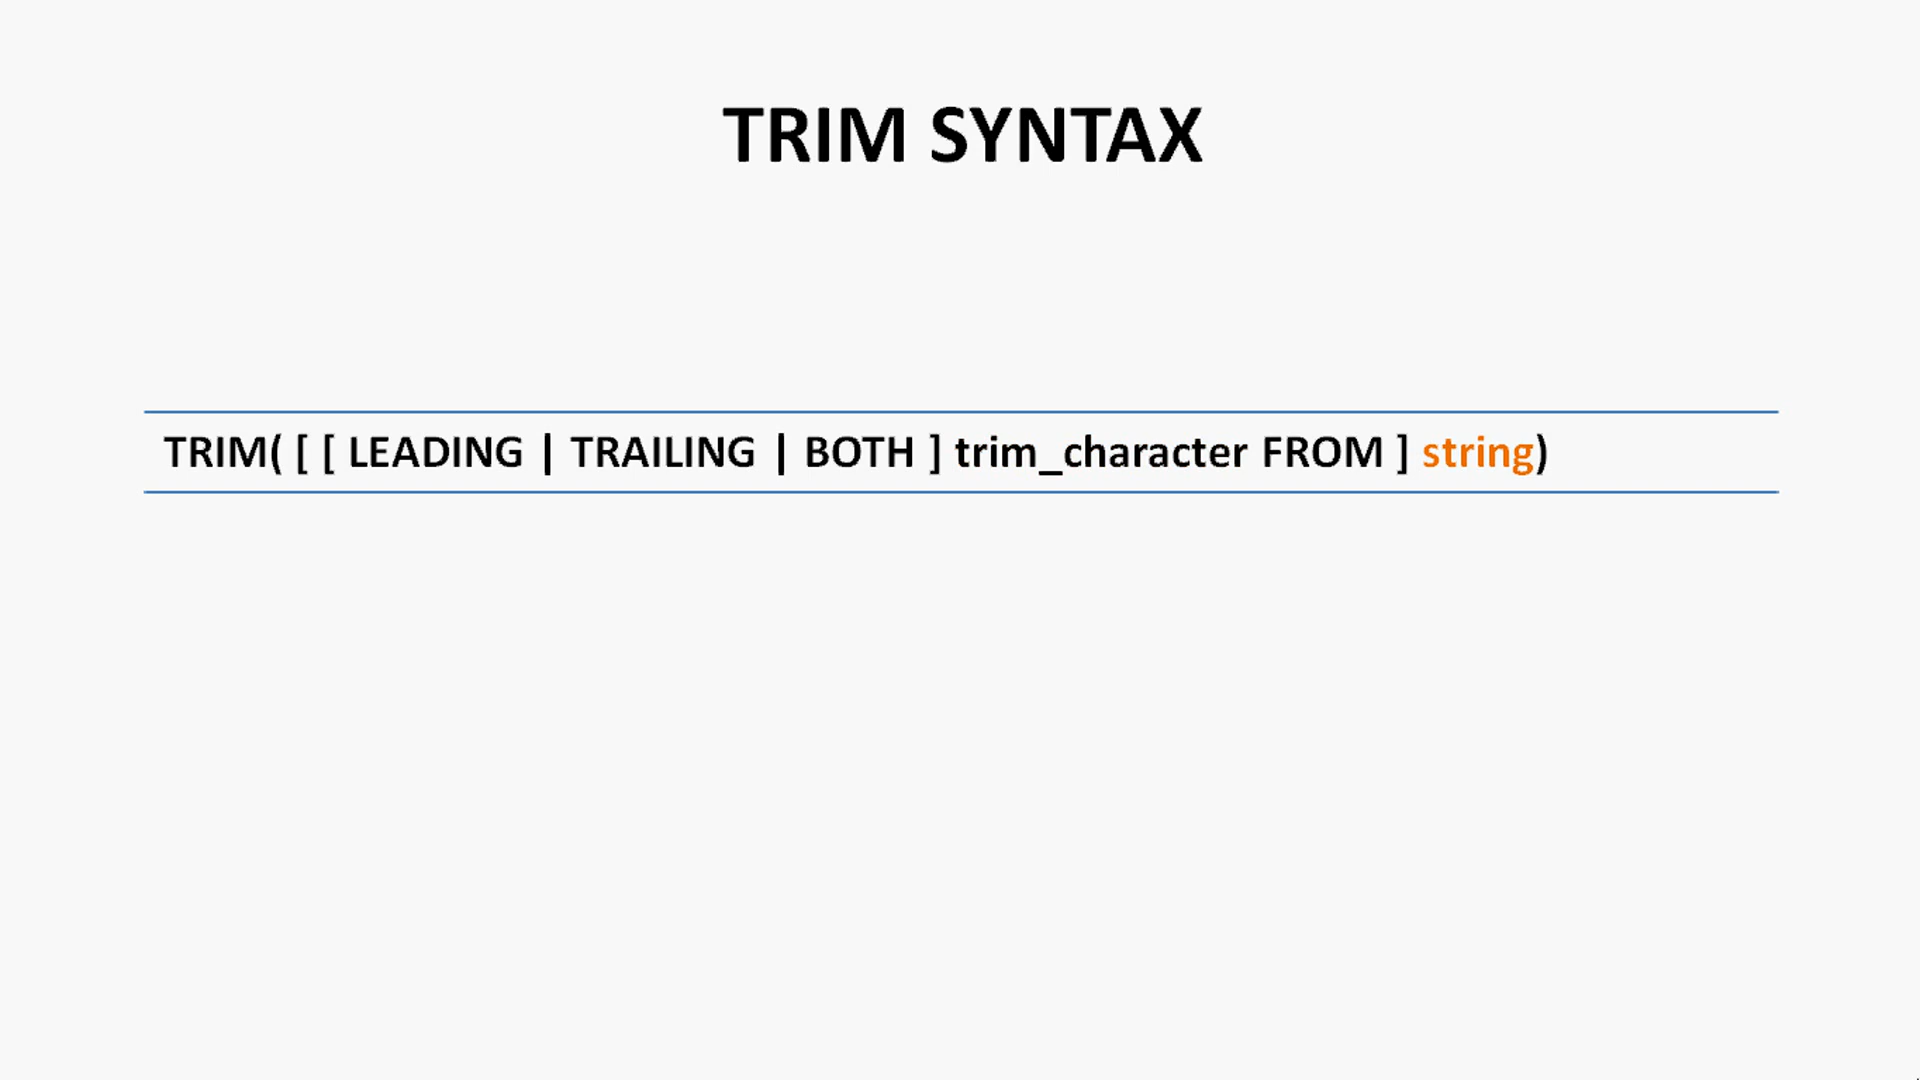 TRIM SYNTAX
TRIM( [ [ LEADING | TRAILING | BOTH ] trim_character FROM ] string)